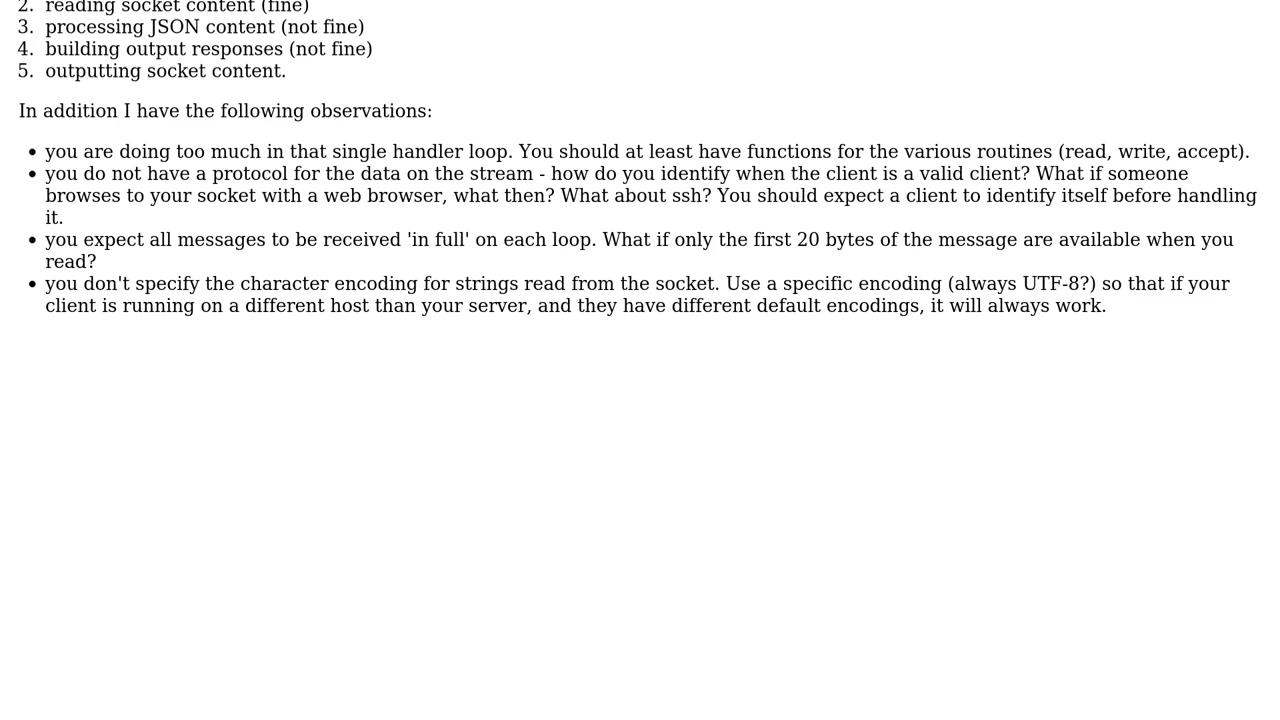 2. reading socket content (fine)
3. processing JSON content (not fine)
4. building output responses (not fine)
5. outputting socket content.
In addition I have the following observations:
• you are doing too much in that single handler loop. You should at least have functions for the various routines (read, write, accept).
• you do not have a protocol for the data on the stream - how do you identify when the client is a valid client? What if someone
browses to your socket with a web browser, what then? What about ssh? You should expect a client to identify itself before handling
it.
• you expect all messages to be received 'in full' on each loop. What if only the first 20 bytes of the message are available when you
read?
• you don't specify the character encoding for strings read from the socket. Use a specific encoding (always UTF-8?) so that if your
client is running on a different host than your server, and they have different default encodings, it will always work.